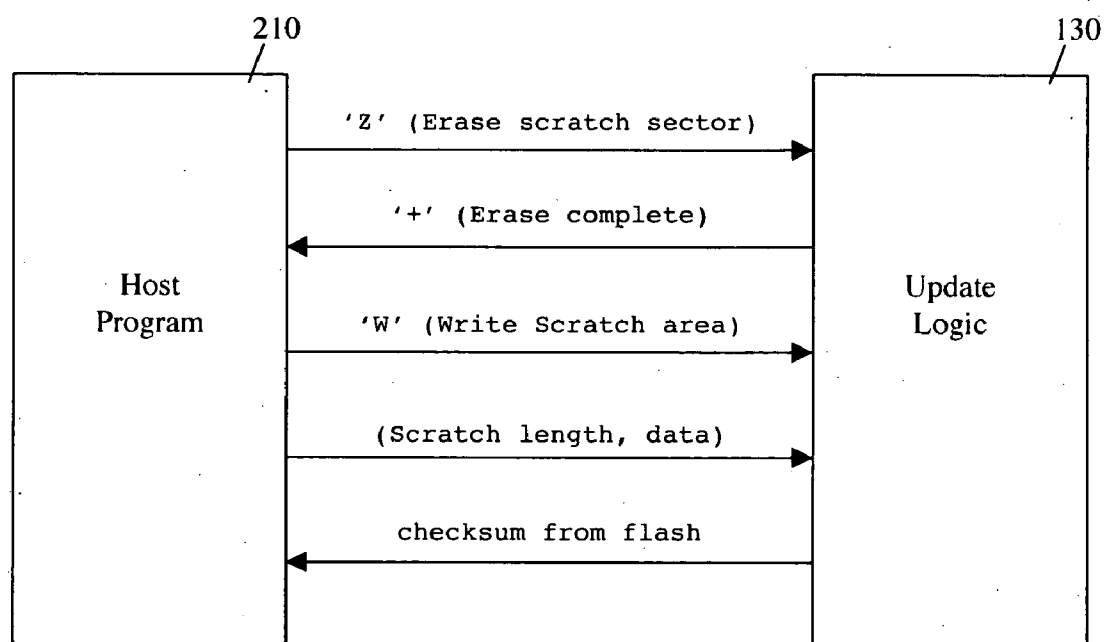 210
130
'Z' (Erase scratch sector)
'+' (Erase complete)
Host
Program
Update
Logic
'W' (Write Scratch area)
(Scratch length, data)
checksum from flash